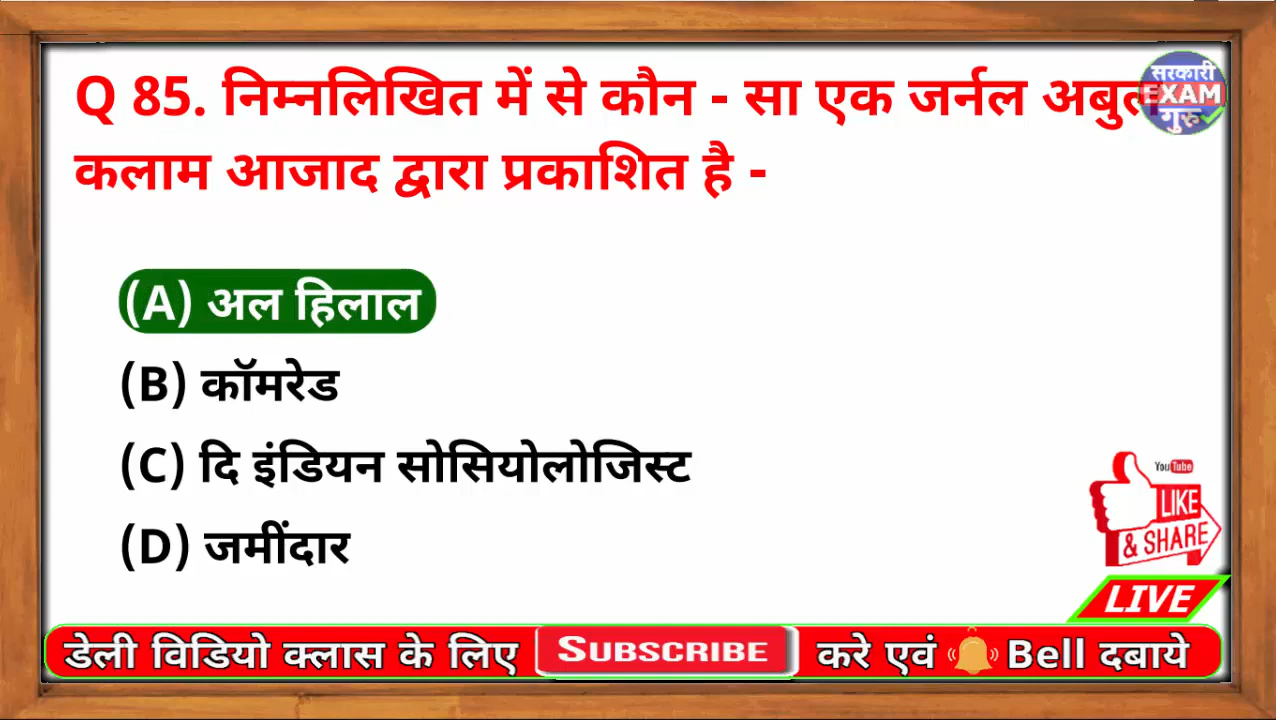 Q 85. निम्नलिखित में से कौन - सा एक जर्नल अबुल
कलाम आजाद द्वारा प्रकाशित है -
सरकारी
EXAM
गुरु
(A) अल हिलाल
(B) कॉमरेड
(C) दि इंडियन सोसियोलोजिस्ट
(D) जमींदार
YouTube
LIKE
& SHARE
LIVE
डेली विडियो क्लास के लिए SUBSCRIBE करे एवं Bell दबाये